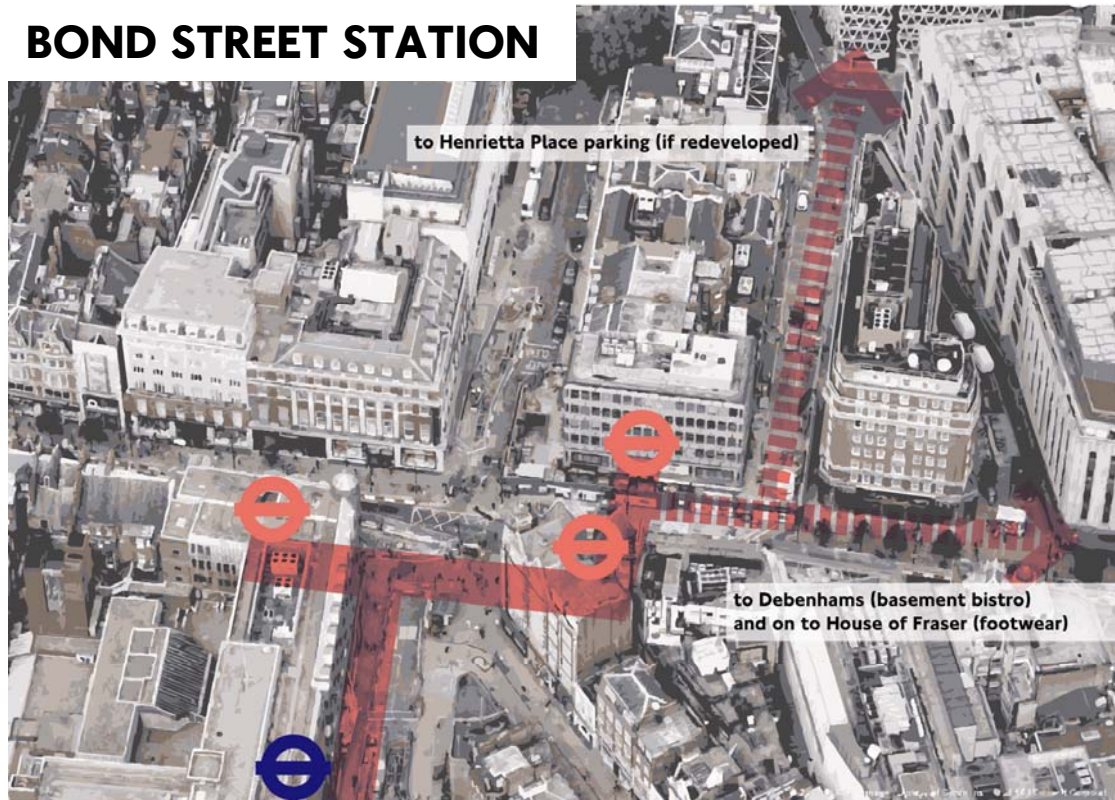 BOND STREET STATION
to Henrietta Place parking (if redeveloped)
to Debenhams (basement bistro)
and on to House of Fraser (footwear)